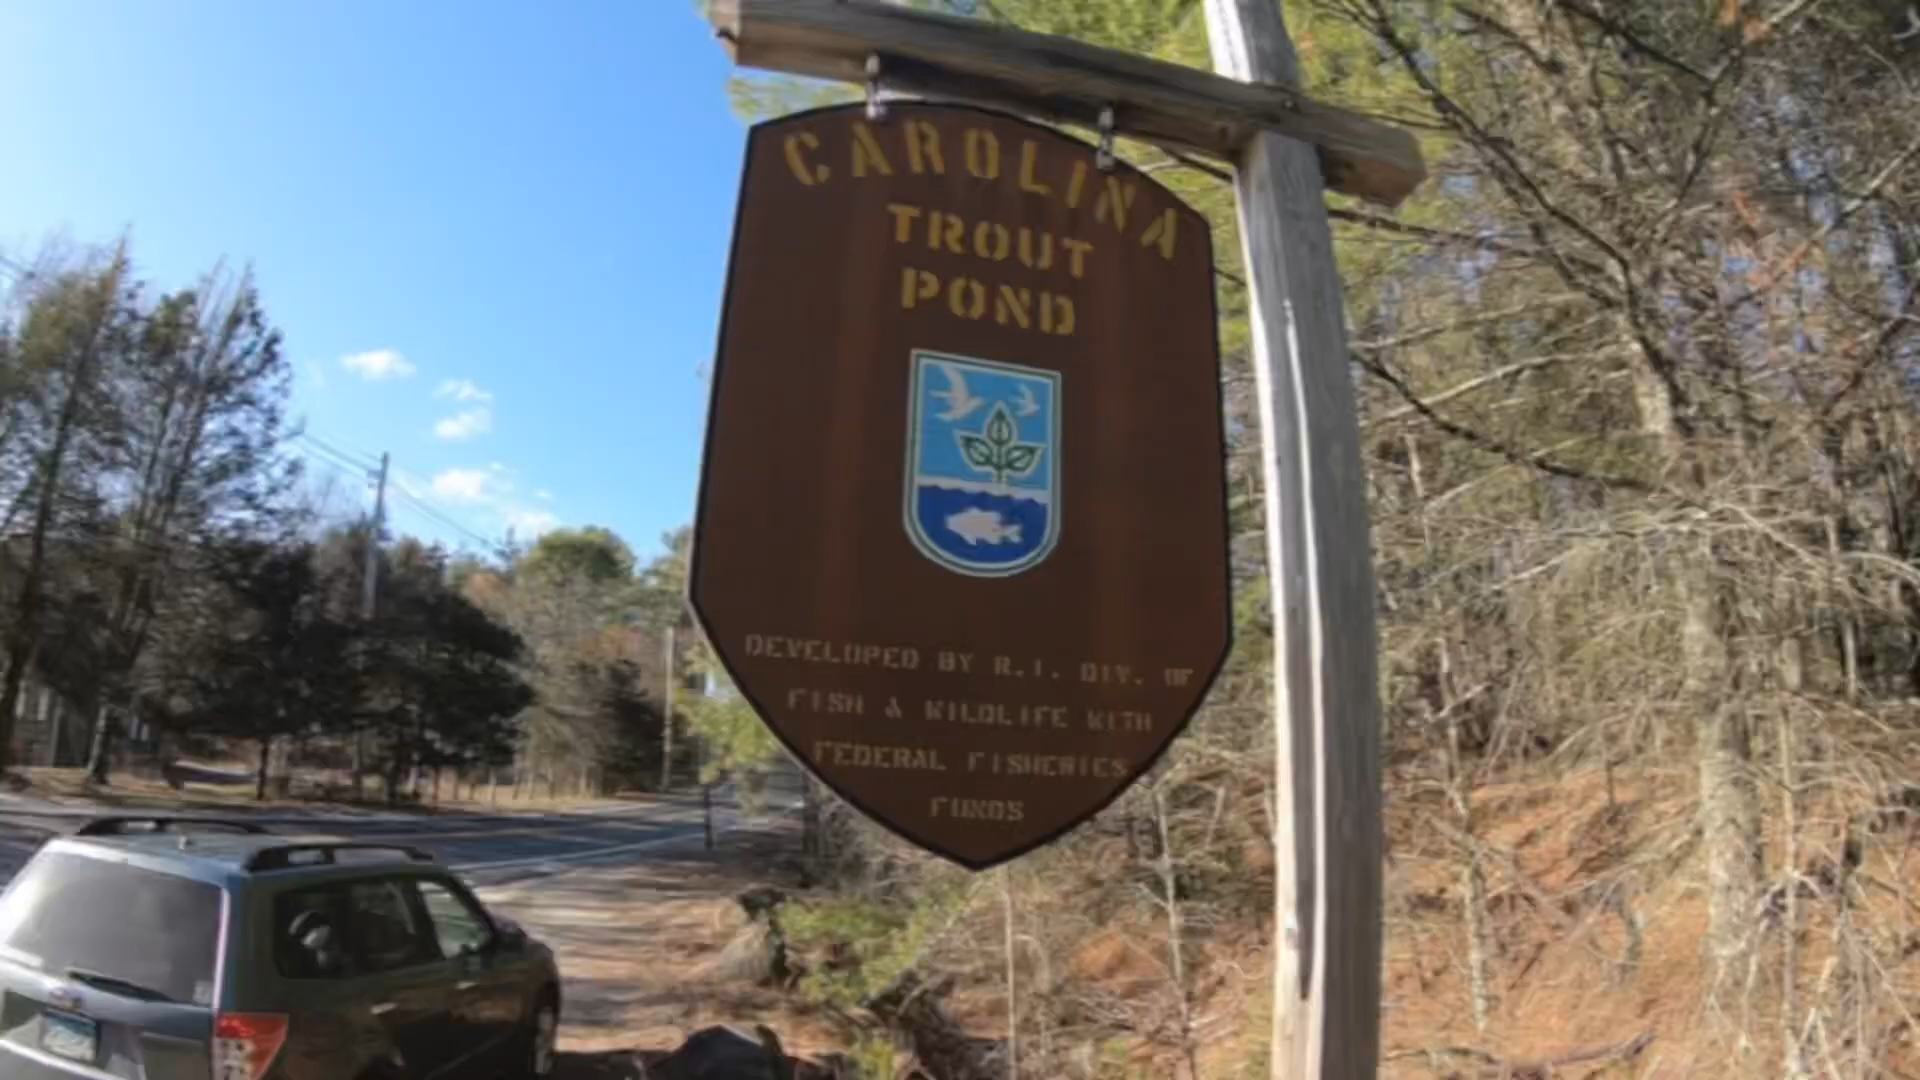 CAROLINA
TROUT
POND
DEVELOPED BY R.I. DIV. OF
FISH & WILDLIFE WITH
FEDERAL FISHERIES
FUNDS